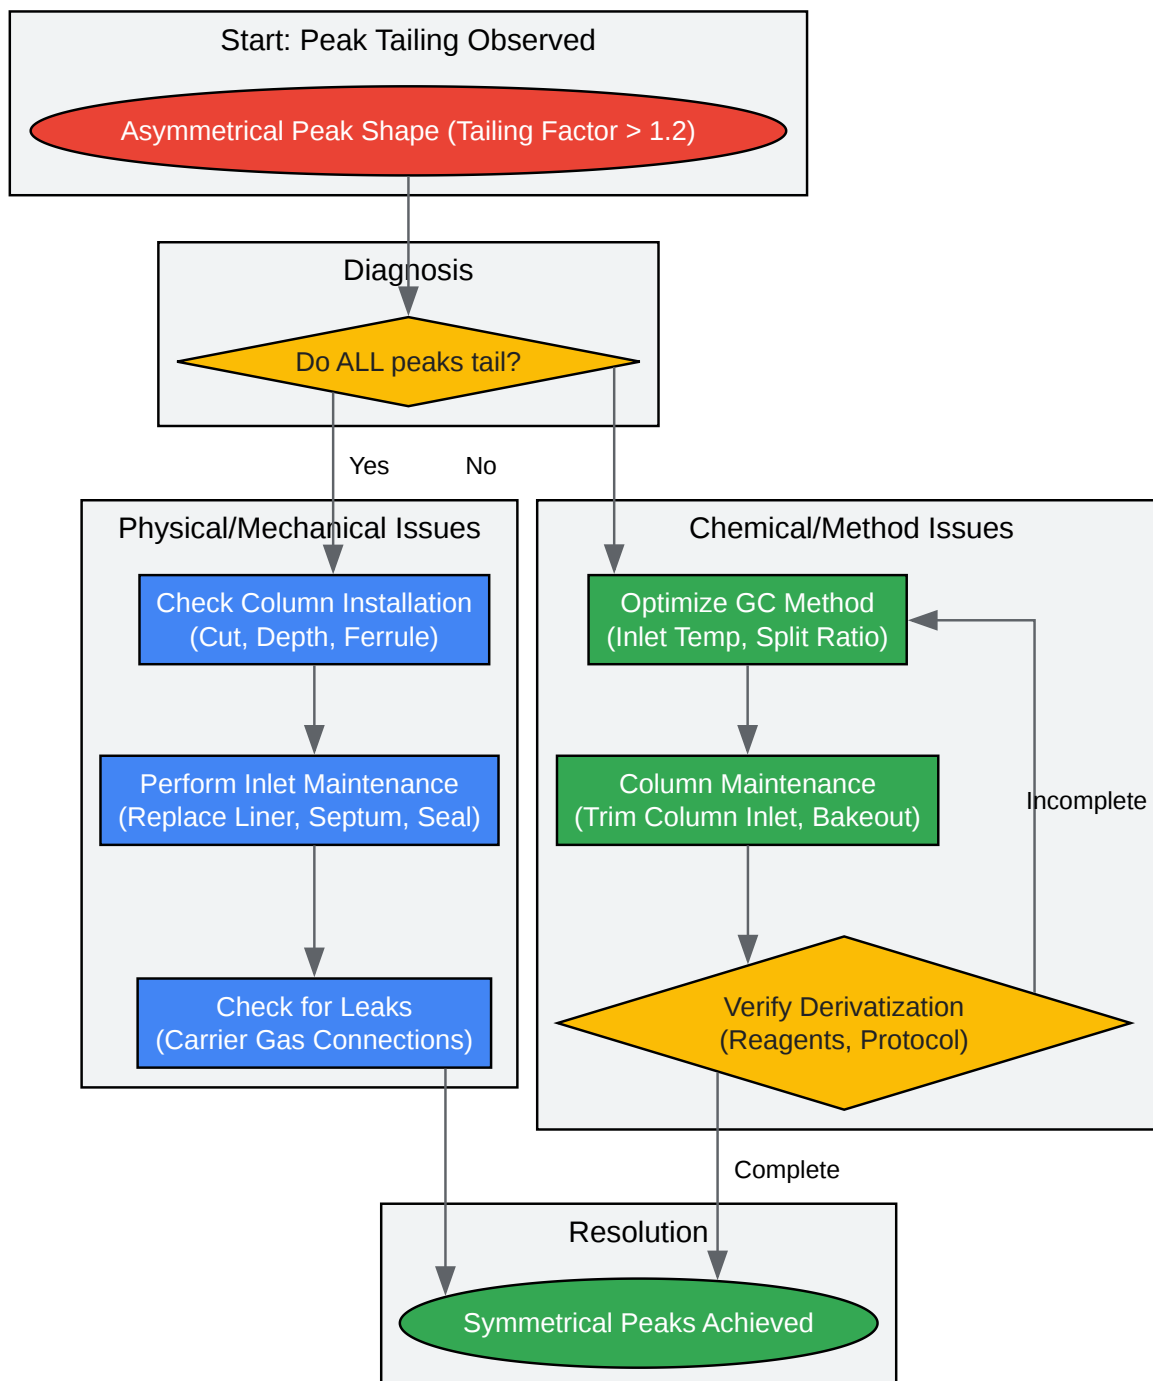 Start: Peak Tailing Observed
Asymmetrical Peak Shape (Tailing Factor > 1.2)
Diagnosis
Do ALL peaks tail?
Yes
No
Physical/Mechanical Issues
Check Column Installation
(Cut, Depth, Ferrule)
Perform Inlet Maintenance
(Replace Liner, Septum, Seal)
Check for Leaks
(Carrier Gas Connections)
Chemical/Method Issues
Optimize GC Method
(Inlet Temp, Split Ratio)
Column Maintenance
(Trim Column Inlet, Bakeout)
Incomplete
Verify Derivatization
(Reagents, Protocol)
Complete
Resolution
Symmetrical Peaks Achieved